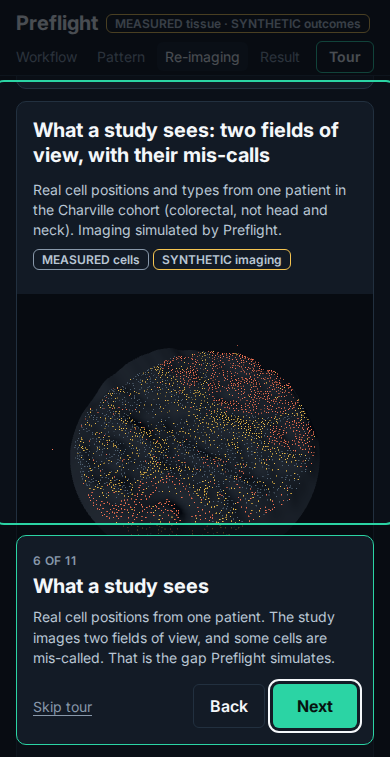 Preflight MEASURED tissue · SYNTHETIC outcomes
Workflow Pattern Re-imaging Result Tour
What a study sees: two fields of
view, with their mis-calls
Real cell positions and types from one patient in
the Charville cohort (colorectal, not head and
neck). Imaging simulated by Preflight.
MEASURED cells SYNTHETIC imaging
6 OF 11
What a study sees
Real cell positions from one patient. The study
images two fields of view, and some cells are
mis-called. That is the gap Preflight simulates.
Skip tour Back Next